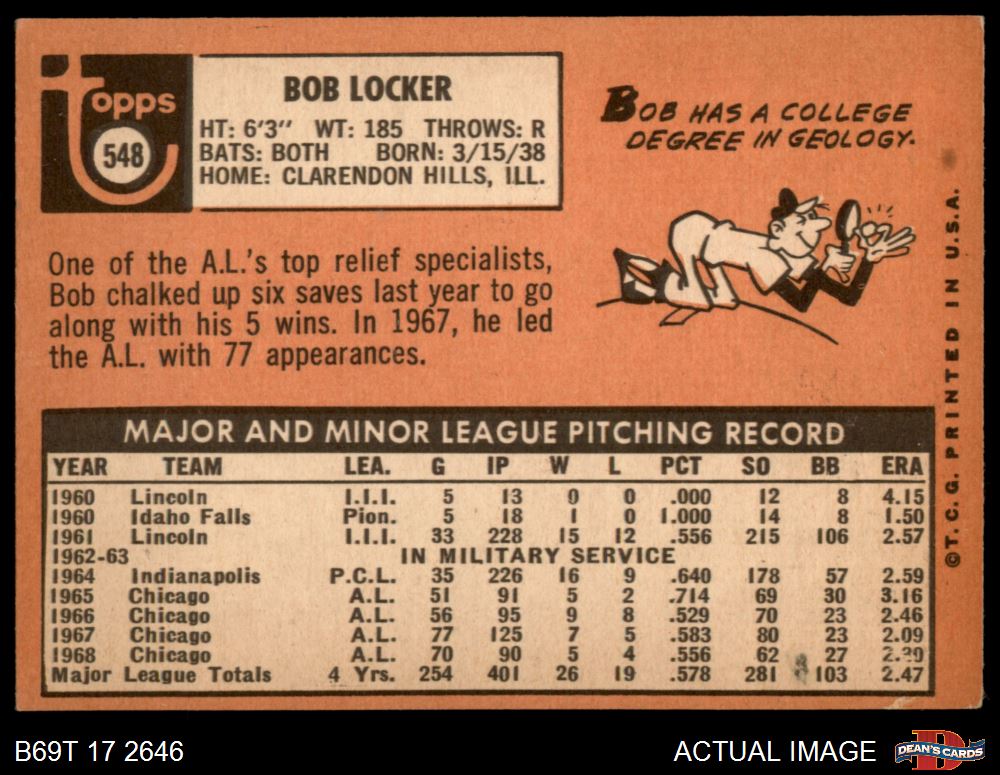 Topps
548
BOB LOCKER
HT: 6'3" WT: 185 THROWS: R
BATS: BOTH BORN: 3/15/38
HOME: CLARENDON HILLS, ILL.
BOB HAS A COLLEGE
DEGREE IN GEOLOGY.
One of the A.L.'s top relief specialists,
Bob chalked up six saves last year to go
along with his 5 wins. In 1967, he led
the A.L. with 77 appearances.
MAJOR AND MINOR LEAGUE PITCHING RECORD
YEAR TEAM LEA. G IP W L PCT SO BB ERA
1960 Lincoln I.I.I. 5 13 0 0 .000 12 8 4.15
1960 Idaho Falls Pion. 5 18 1 0 1.000 14 8 1.50
1961 Lincoln I.I.I. 33 228 15 12 .556 215 106 2.57
1962-63 IN MILITARY SERVICE
1964 Indianapolis P.C.L. 35 226 16 9 .640 178 57 2.59
1965 Chicago A.L. 51 91 5 2 .714 69 30 3.16
1966 Chicago A.L. 56 95 9 8 .529 70 23 2.46
1967 Chicago A.L. 77 125 7 5 .583 80 23 2.09
1968 Chicago A.L. 70 90 5 4 .556 62 27
Major League Totals 4 Yrs. 254 401 26 19 .578 281 103 2.47
©T.C.G. PRINTED IN U.S.A.
B69T 17 2646
ACTUAL IMAGE
DEAN'S CARDS